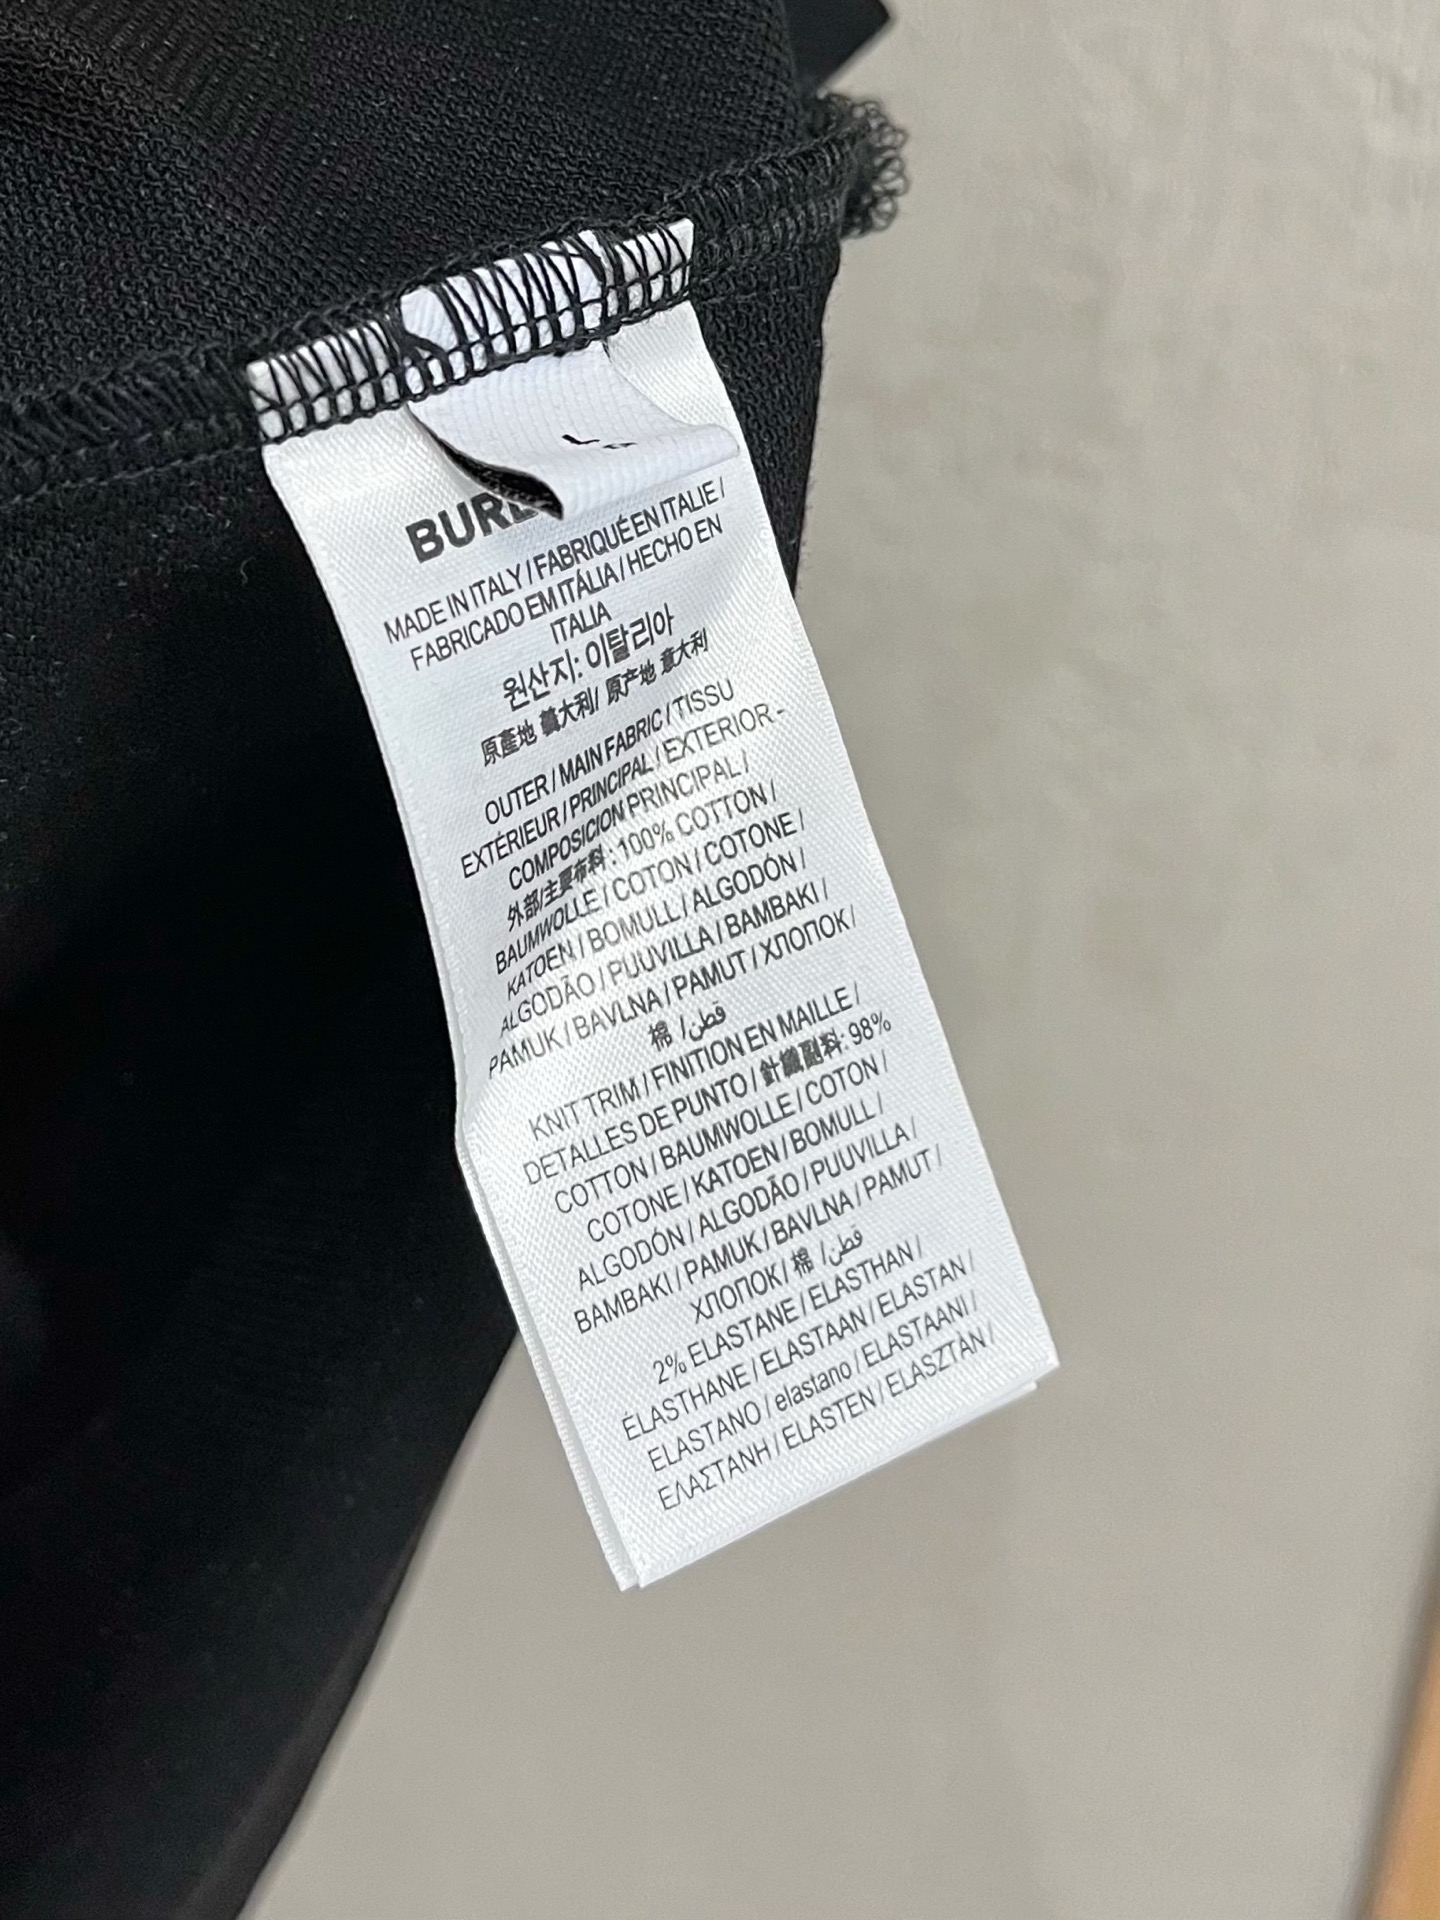 BURB
MADE IN ITALY / FABRIQUÉ EN ITALIE /
FABRICADO EM ITÁLIA / HECHO EN
ITALIA
원산지: 이탈리아
原產地 義大利/ 原产地 意大利
OUTER / MAIN FABRIC / TISSU
EXTÉRIEUR / PRINCIPAL / EXTERIOR -
COMPOSICION PRINCIPAL /
外部/主要布料 : 100% COTTON /
BAUMWOLLE / COTON / COTONE /
KATOEN / BOMULL / ALGODÓN /
ALGODÃO / PUUVILLA / BAMBAKI /
PAMUK / BAVLNA / PAMUT / ХЛОПОК /
棉 / قطن
KNIT TRIM / FINITION EN MAILLE /
DETALLES DE PUNTO / 針織副料: 98%
COTTON / BAUMWOLLE / COTON /
COTONE / KATOEN / BOMULL /
ALGODÓN / ALGODÃO / PUUVILLA /
BAMBAKI / PAMUK / BAVLNA / PAMUT /
ХЛОПОК / 棉 / قطن
2% ELASTANE / ELASTHAN /
ÉLASTHANE / ELASTAAN / ELASTAN /
ELASTANO / elastano / ELASTAANI /
ΕΛΑΣΤΑΝΗ / ELASTEN / ELASZTÁN /